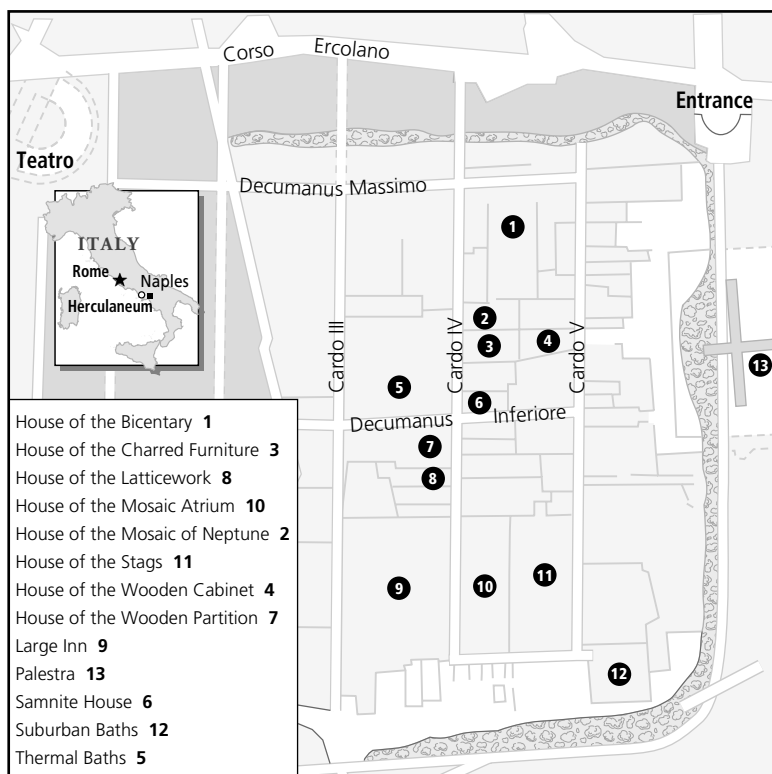 Corso Ercolano
Entrance
Teatro
Decumanus Massimo
ITALY
Rome
Naples
Herculaneum
Cardo III
Cardo IV
Cardo V
1
2
3
4
13
5
6
Decumanus Inferiore
7
8
9
10
11
12
House of the Bicentary 1
House of the Charred Furniture 3
House of the Latticework 8
House of the Mosaic Atrium 10
House of the Mosaic of Neptune 2
House of the Stags 11
House of the Wooden Cabinet 4
House of the Wooden Partition 7
Large Inn 9
Palestra 13
Samnite House 6
Suburban Baths 12
Thermal Baths 5